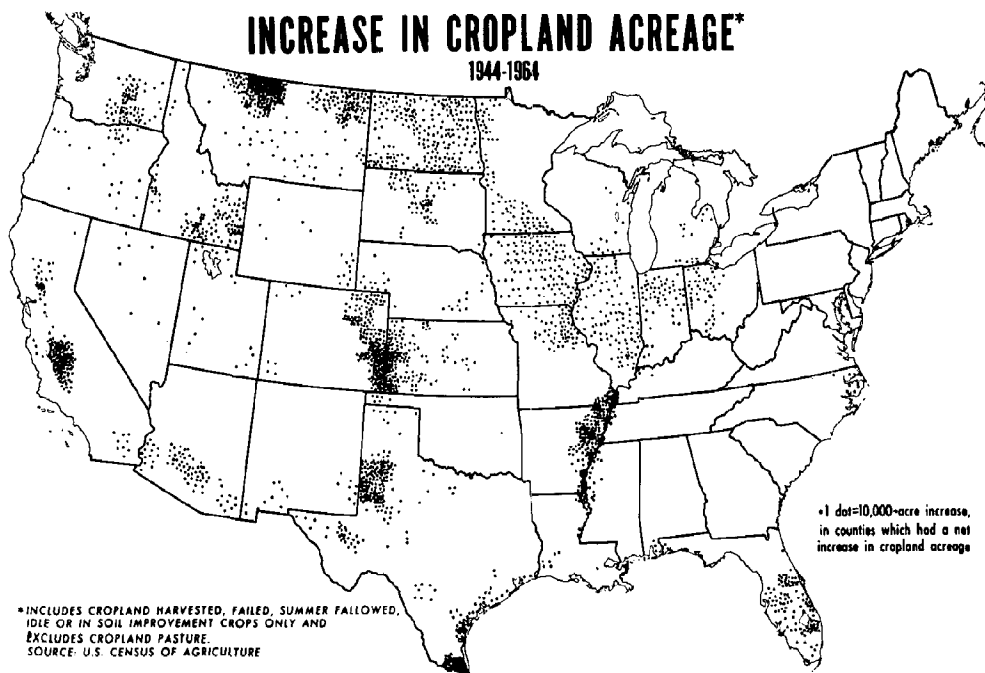 INCREASE IN CROPLAND ACREAGE*
1944-1964
•1 dot=10,000-acre increase,
in counties which had a net
increase in cropland acreage
*INCLUDES CROPLAND HARVESTED, FAILED, SUMMER FALLOWED,
IDLE OR IN SOIL IMPROVEMENT CROPS ONLY AND
EXCLUDES CROPLAND PASTURE.
SOURCE: U.S. CENSUS OF AGRICULTURE